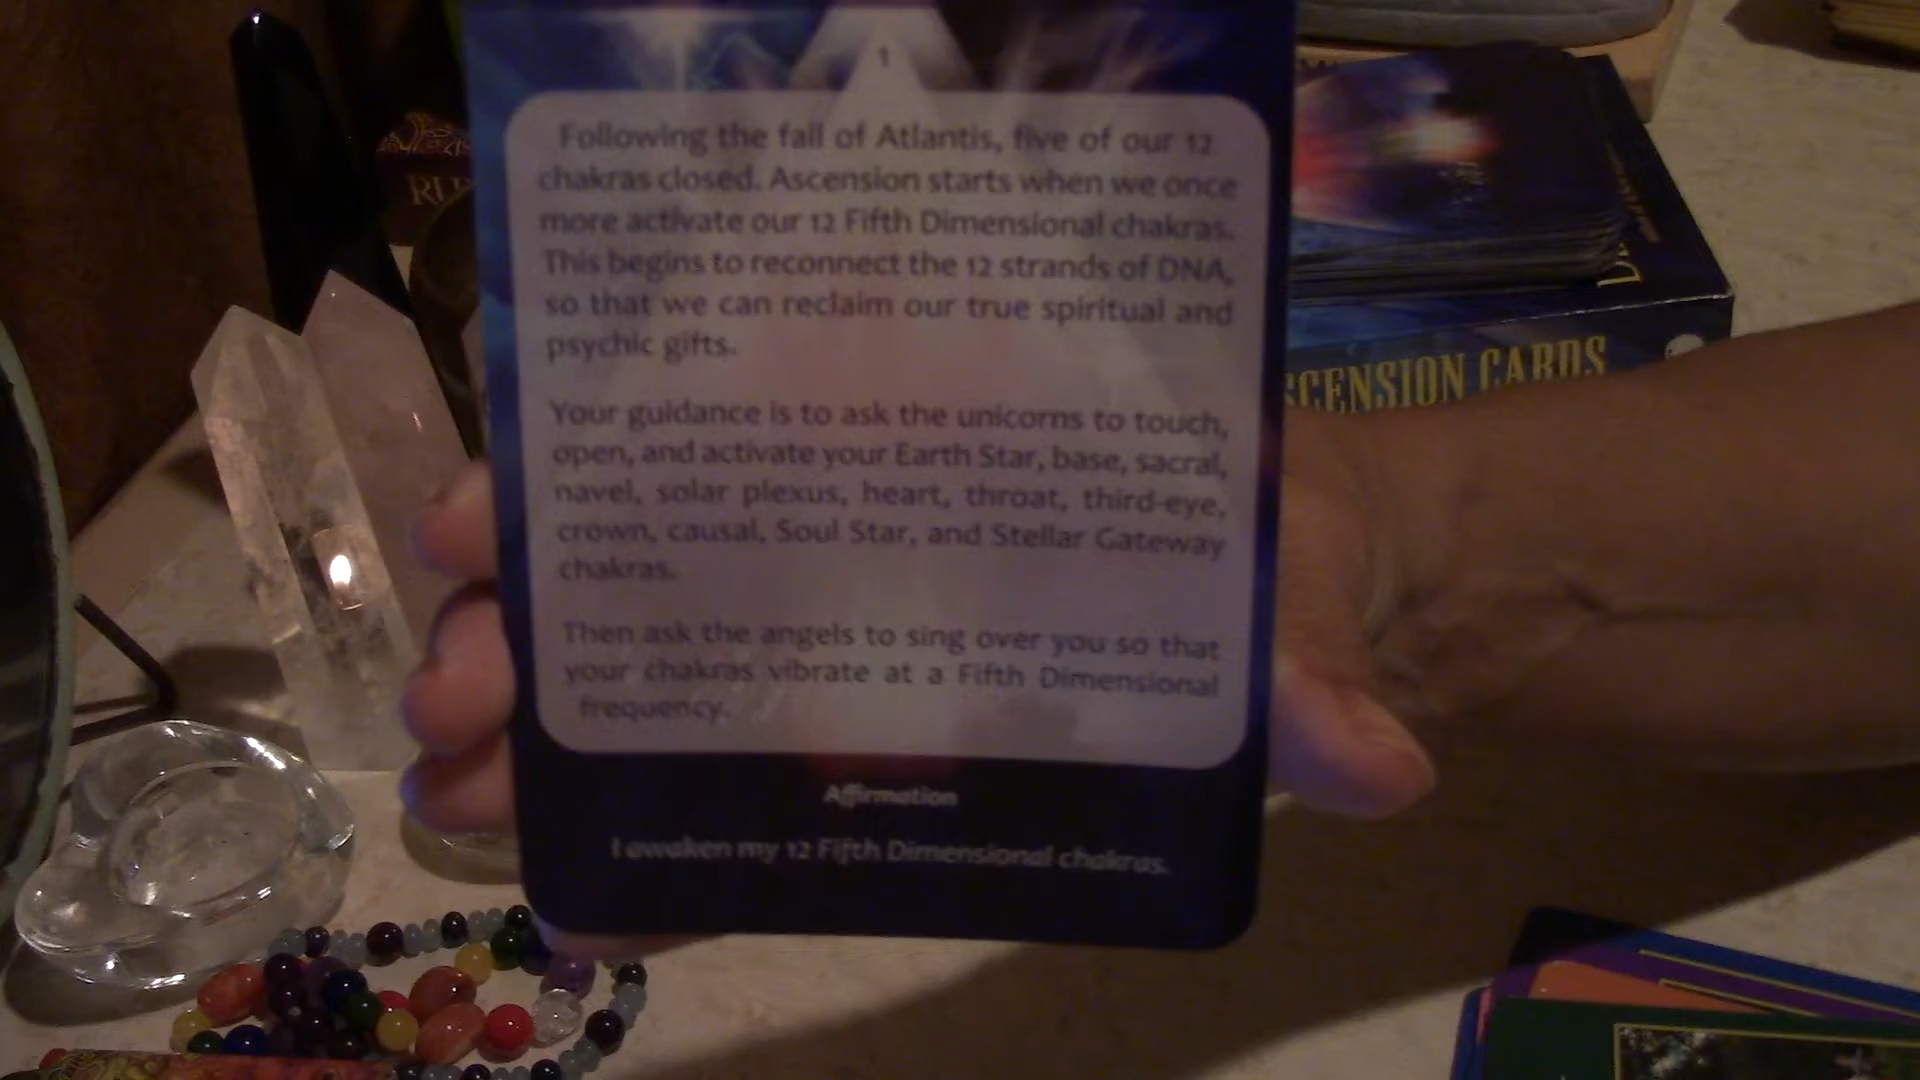 1
Following the fall of Atlantis, five of our 12
chakras closed. Ascension starts when we once
more activate our 12 Fifth Dimensional chakras.
This begins to reconnect the 12 strands of DNA,
so that we can reclaim our true spiritual and
psychic gifts.
Your guidance is to ask the unicorns to touch,
open, and activate your Earth Star, base, sacral,
navel, solar plexus, heart, throat, third-eye,
crown, causal, Soul Star, and Stellar Gateway
chakras.
Then ask the angels to sing over you so that
your chakras vibrate at a Fifth Dimensional
frequency.
Affirmation
I awaken my 12 Fifth Dimensional chakras.
SCENSION CARDS